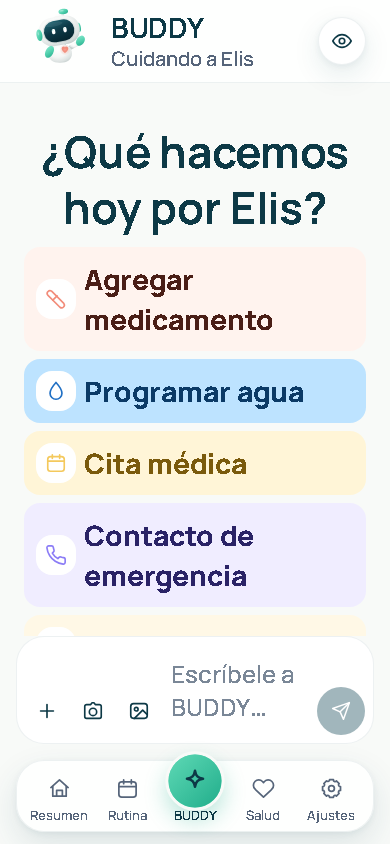 BUDDY
Cuidando a Elis
¿Qué hacemos
hoy por Elis?
Agregar
medicamento
Programar agua
Cita médica
Contacto de
emergencia
Escríbele a
BUDDY...
Resumen
Rutina
BUDDY
Salud
Ajustes